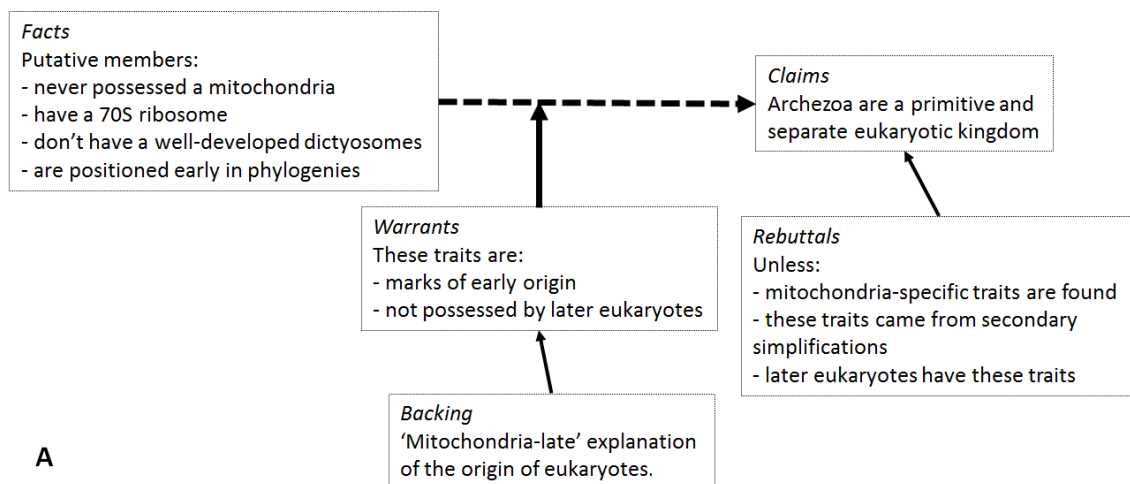 Facts
Putative members:
- never possessed a mitochondria
- have a 70S ribosome
- don’t have a well-developed dictyosomes
- are positioned early in phylogenies
Claims
Archezoa are a primitive and
separate eukaryotic kingdom
Warrants
These traits are:
- marks of early origin
- not possessed by later eukaryotes
Rebuttals
Unless:
- mitochondria-specific traits are found
- these traits came from secondary
simplifications
- later eukaryotes have these traits
Backing
‘Mitochondria-late’ explanation
of the origin of eukaryotes.
A